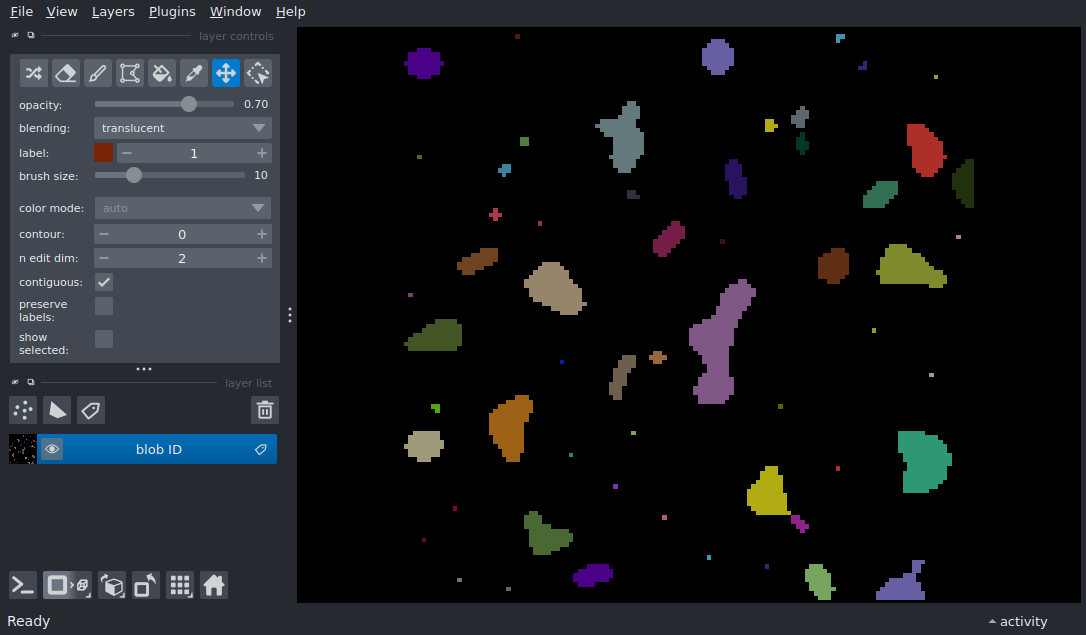 File View Layers Plugins Window Help
layer controls
opacity: 0.70
blending: translucent
label: 1
brush size: 10
color mode: auto
contour: 0
n edit dim: 2
contiguous:
preserve
labels:
show
selected:
layer list
blob ID
Ready activity